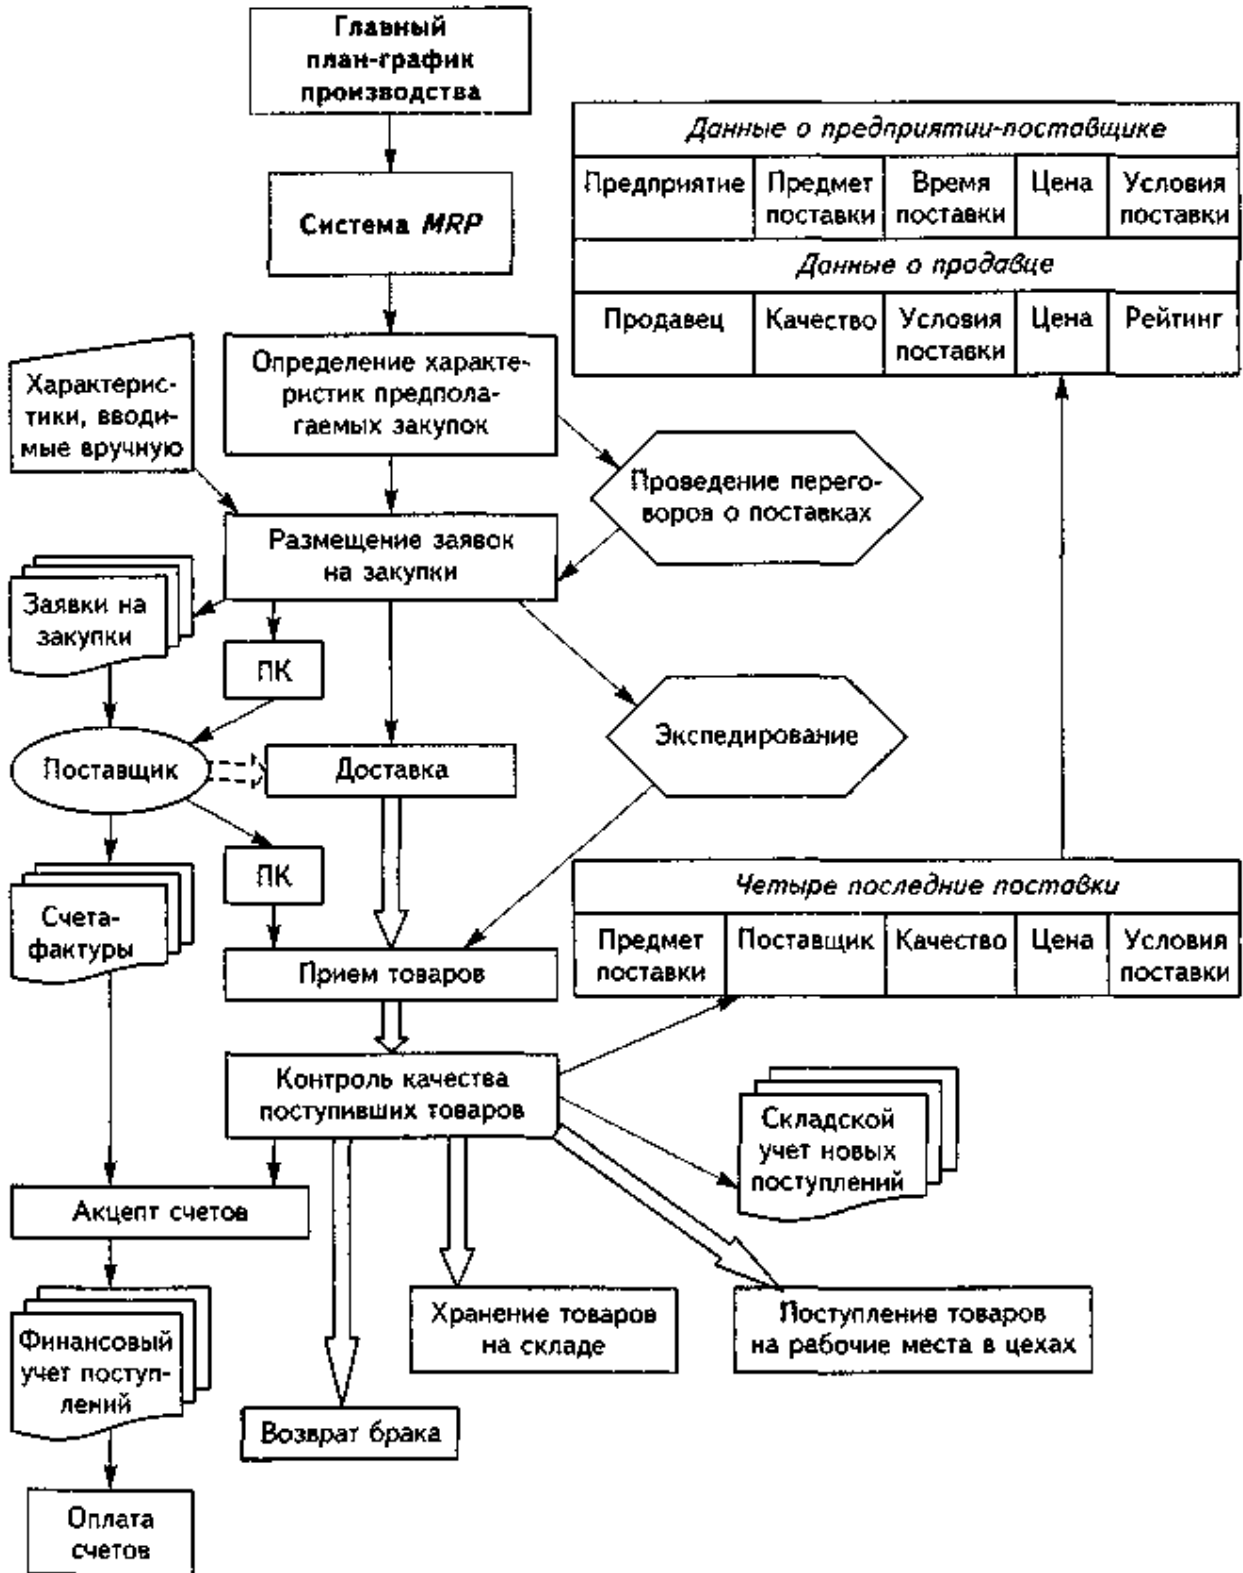 Главный
план-график
производства
Система MRP
Данные о предприятии-поставщике
Предприятие
Предмет
поставки
Время
поставки
Цена
Условия
поставки
Данные о продавце
Продавец
Качество
Условия
поставки
Цена
Рейтинг
Характерис-
тики, вводи-
мые вручную
Определение характе-
ристик предпола-
гаемых закупок
Проведение перего-
воров о поставках
Размещение заявок
на закупки
Заявки на
закупки
ПК
Поставщик
Доставка
Экспедирование
ПК
Счета-
фактуры
Прием товаров
Четыре последние поставки
Предмет
поставки
Поставщик
Качество
Цена
Условия
поставки
Контроль качества
поступивших товаров
Складской
учет новых
поступлений
Акцепт счетов
Хранение товаров
на складе
Поступление товаров
на рабочие места в цехах
Финансовый
учет поступ-
лений
Возврат брака
Оплата
счетов